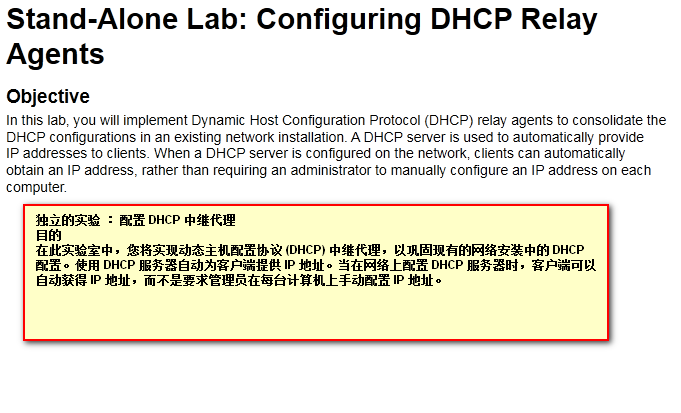 Stand-Alone Lab: Configuring DHCP Relay
Agents
Objective
In this lab, you will implement Dynamic Host Configuration Protocol (DHCP) relay agents to consolidate the
DHCP configurations in an existing network installation. A DHCP server is used to automatically provide
IP addresses to clients. When a DHCP server is configured on the network, clients can automatically
obtain an IP address, rather than requiring an administrator to manually configure an IP address on each
computer.
独立的实验 ： 配置 DHCP 中继代理
目的
在此实验室中，您将实现动态主机配置协议 (DHCP) 中继代理，以巩固现有的网络安装中的 DHCP
配置。使用 DHCP 服务器自动为客户端提供 IP 地址。当在网络上配置 DHCP 服务器时，客户端可以
自动获得 IP 地址，而不是要求管理员在每台计算机上手动配置 IP 地址。